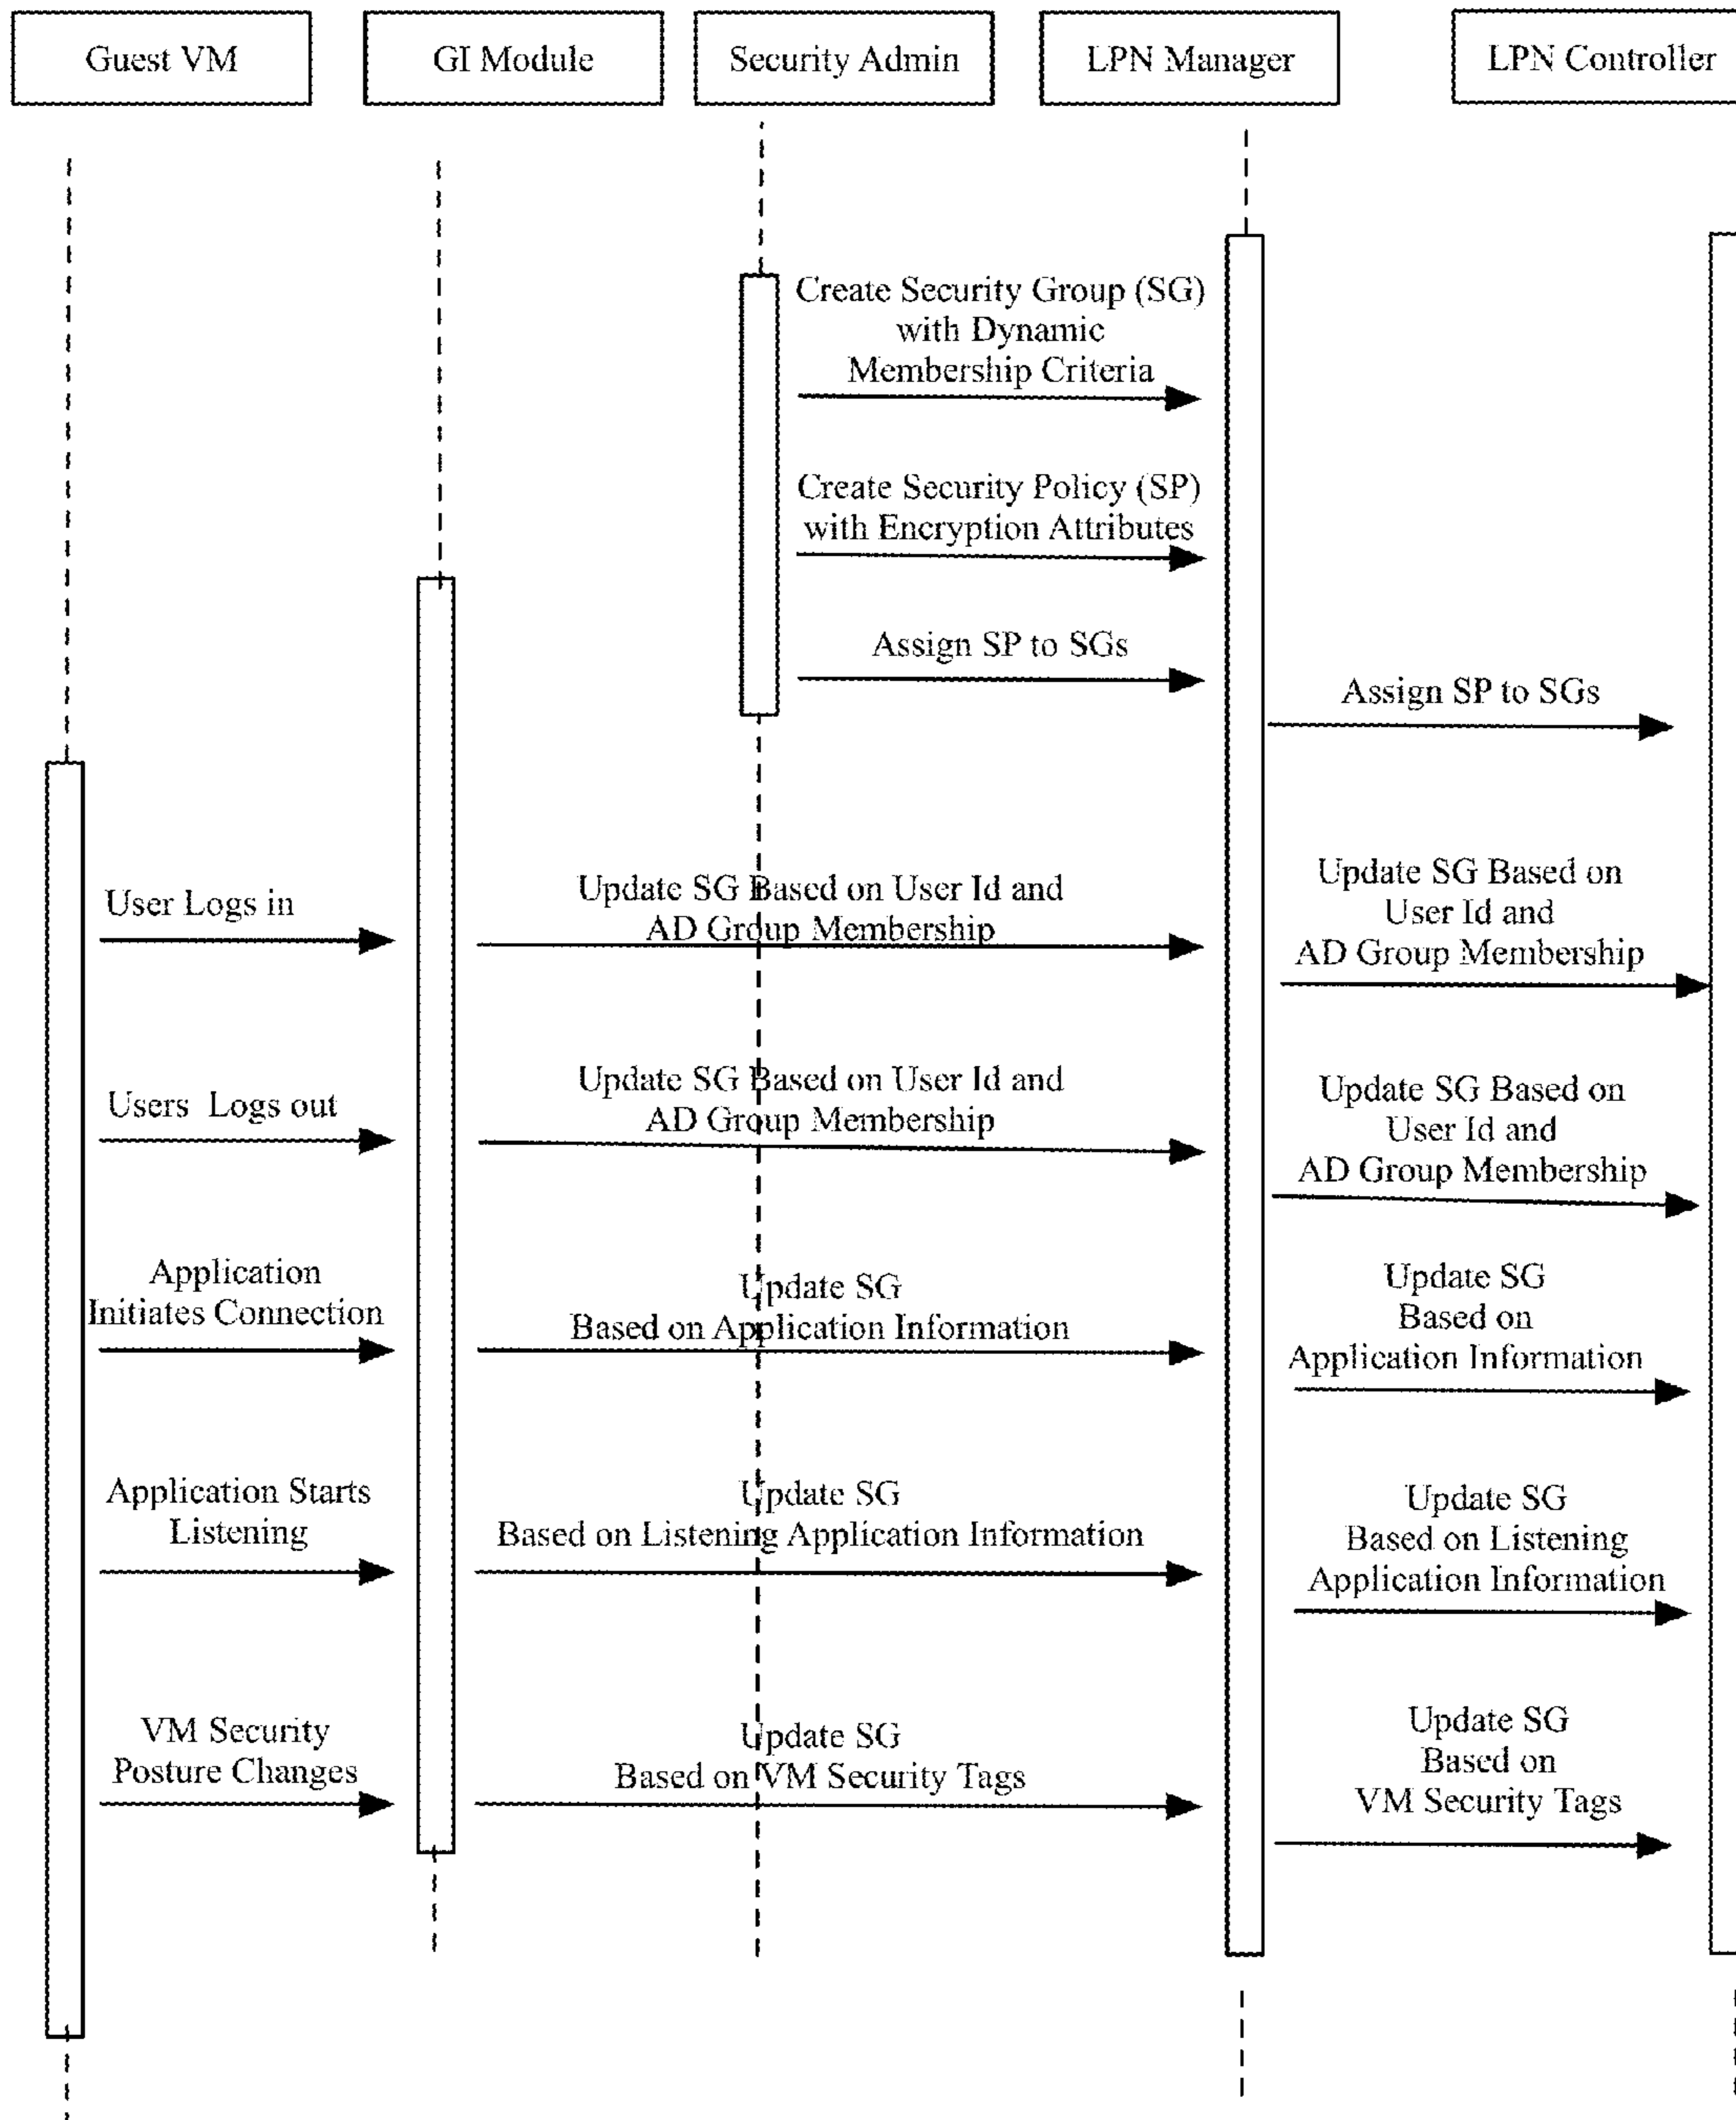 Guest VM
GI Module
Security Admin
LPN Manager
LPN Controller
Create Security Group (SG)
with Dynamic
Membership Criteria
Create Security Policy (SP)
with Encryption Attributes
Assign SP to SGs
Assign SP to SGs
User Logs in
Update SG Based on User Id and
AD Group Membership
Update SG Based on
User Id and
AD Group Membership
Users Logs out
Update SG Based on User Id and
AD Group Membership
Update SG Based on
User Id and
AD Group Membership
Application
Initiates Connection
Update SG
Based on Application Information
Update SG
Based on
Application Information
Application Starts
Listening
Update SG
Based on Listening Application Information
Update SG
Based on Listening
Application Information
VM Security
Posture Changes
Update SG
Based on VM Security Tags
Update SG
Based on
VM Security Tags